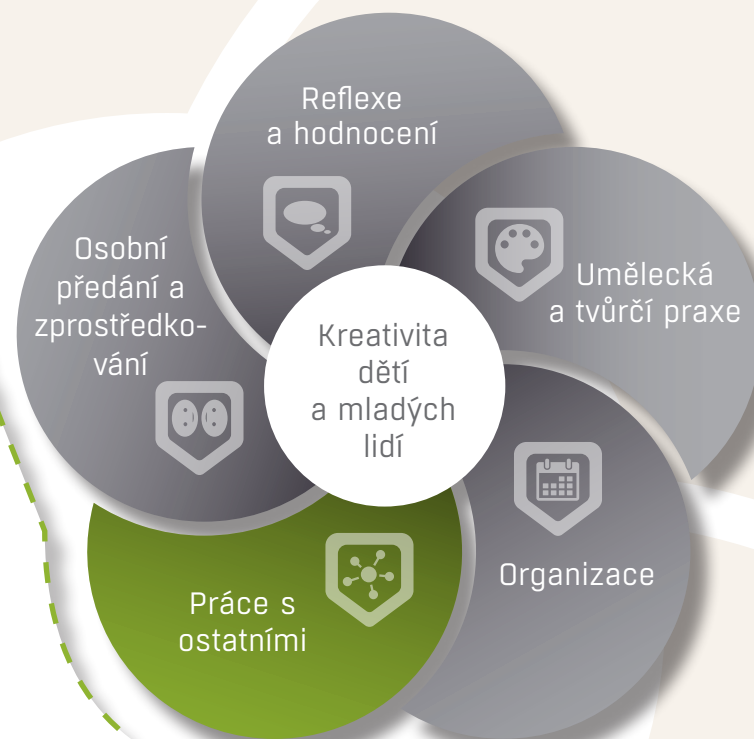 Reflexe
a hodnocení
Umělecká
a tvůrčí praxe
Osobní
předání a
zprostředko-
vání
Kreativita
dětí
a mladých
lidí
Organizace
Práce s
ostatními